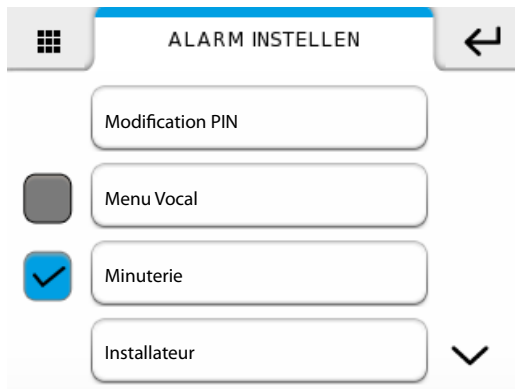 ALARM INSTELLEN
Modification PIN
Menu Vocal
Minuterie
Installateur